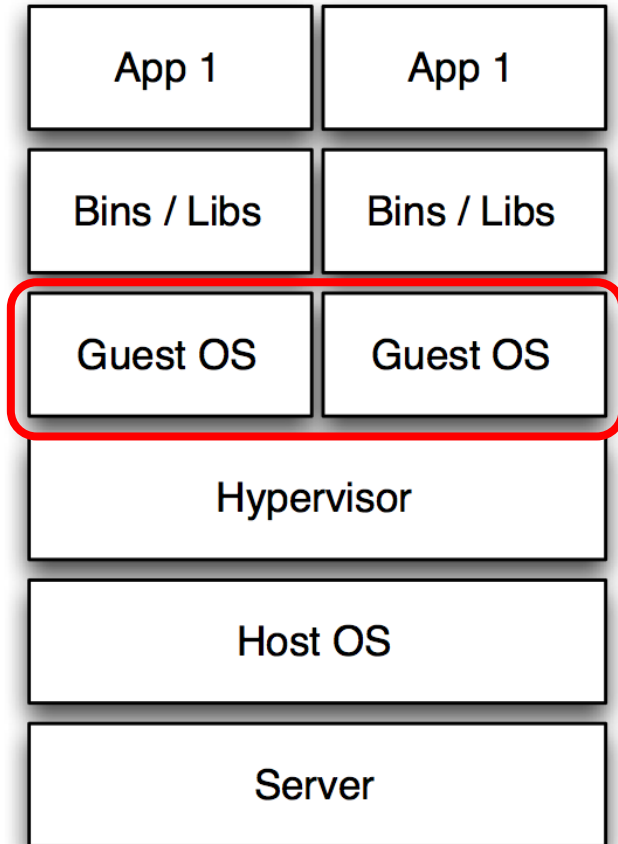 App 1 App 1
Bins / Libs Bins / Libs
Guest OS Guest OS
Hypervisor
Host OS
Server